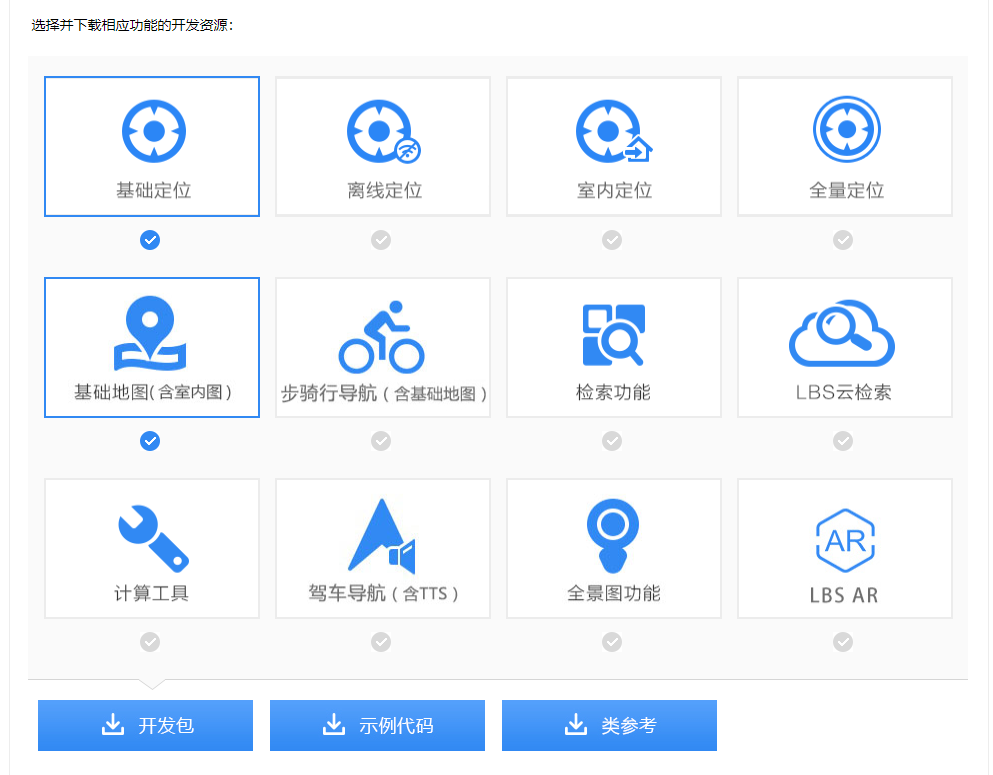 选择并下载相应功能的开发资源：
基础定位
离线定位
室内定位
全量定位
基础地图(含室内图)
步骑行导航(含基础地图)
检索功能
LBS云检索
计算工具
驾车导航(含TTS)
全景图功能
AR
LBS AR
开发包
示例代码
类参考